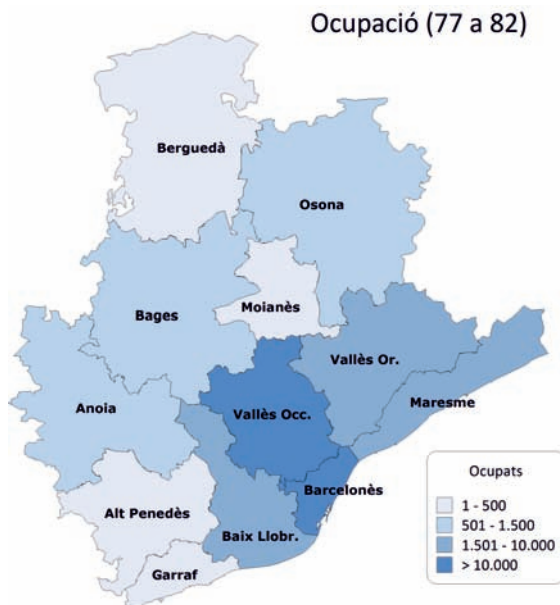 Ocupació (77 a 82)
Berguedà
Osona
Bages
Moianès
Vallès Or.
Maresme
Anoia
Vallès Occ.
Barcelonès
Alt Penedès
Baix Llobr.
Garraf
Ocupats
1 - 500
501 - 1.500
1.501 - 10.000
> 10.000